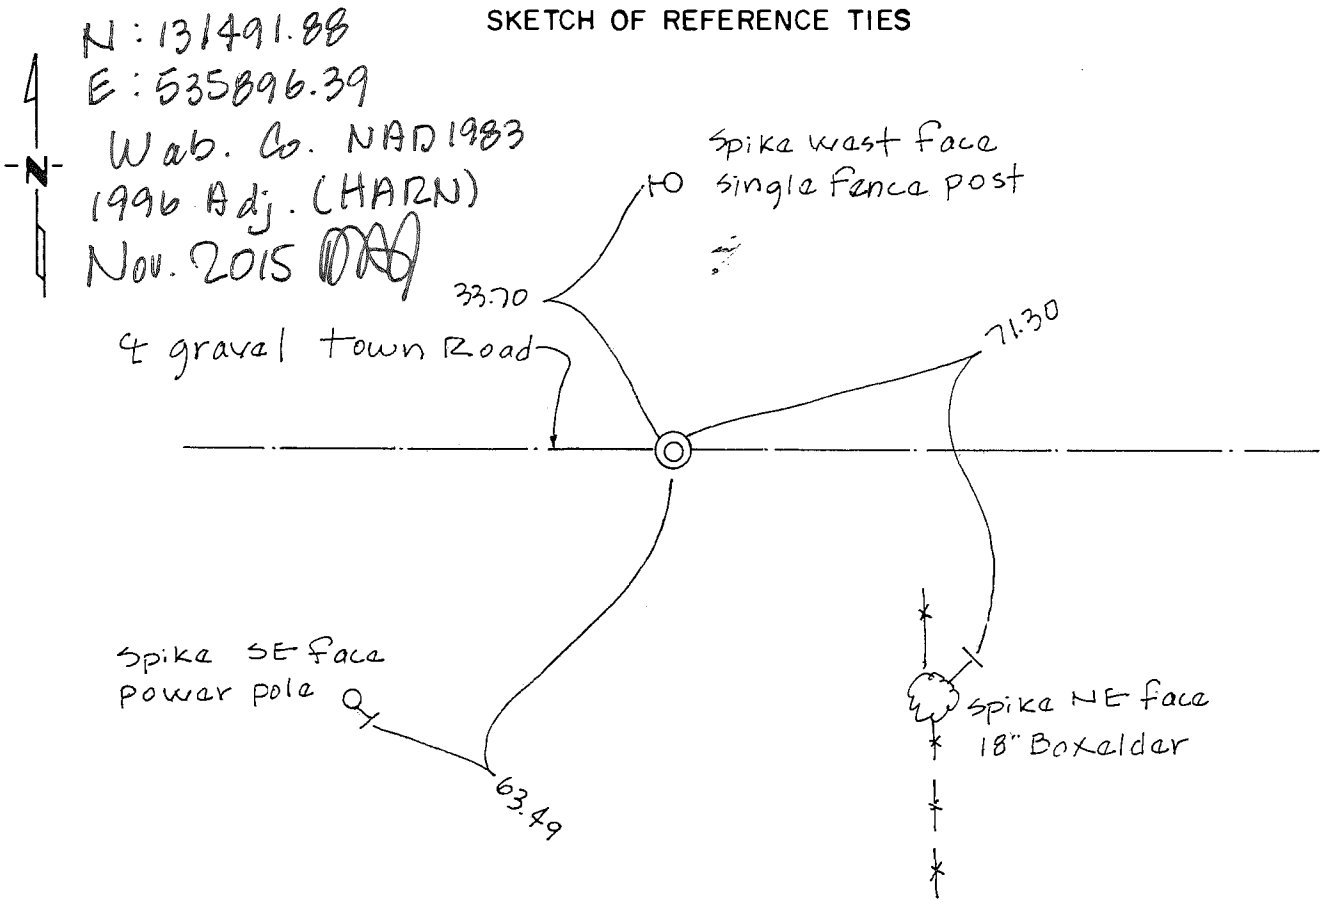 SKETCH OF REFERENCE TIES
N: 131491.88
E: 535896.39
Wab. Co. NAD1983
1996 Adj. (HARN)
Nov. 2015
N
Spike west face
single fence post
33.70
71.30
℄ gravel town Road
Spike SE face
power pole
63.49
Spike NE face
18" Boxelder